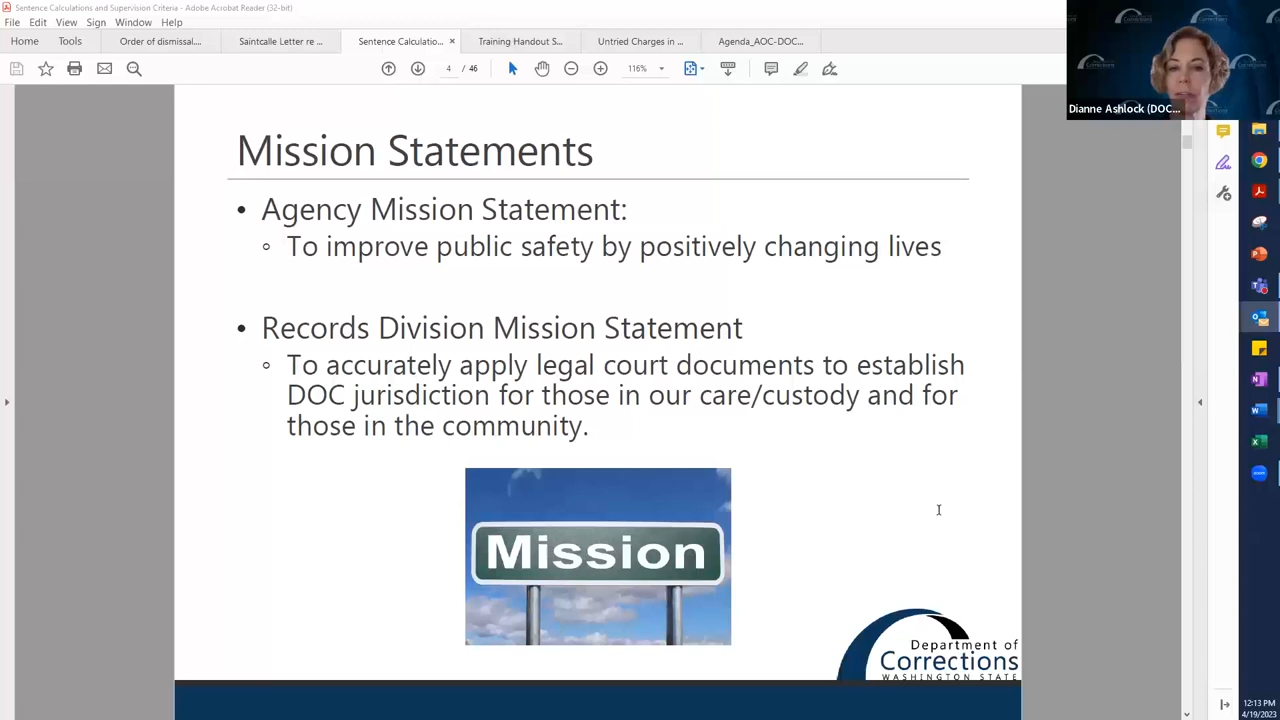 Sentence Calculations and Supervision Criteria - Adobe Acrobat Reader (32-bit)
File Edit View Sign Window Help
Home Tools Order of dismissal.... Saintcalle Letter re ... Sentence Calculatio... × Training Handout S... Untried Charges in ... Agenda_AOC-DOC...
4 / 46 116%
Dianne Ashlock (DOC...
Mission Statements
• Agency Mission Statement:
◦ To improve public safety by positively changing lives
• Records Division Mission Statement
◦ To accurately apply legal court documents to establish
DOC jurisdiction for those in our care/custody and for
those in the community.
Mission
Department of
Corrections
WASHINGTON STATE
12:13 PM
4/19/2023